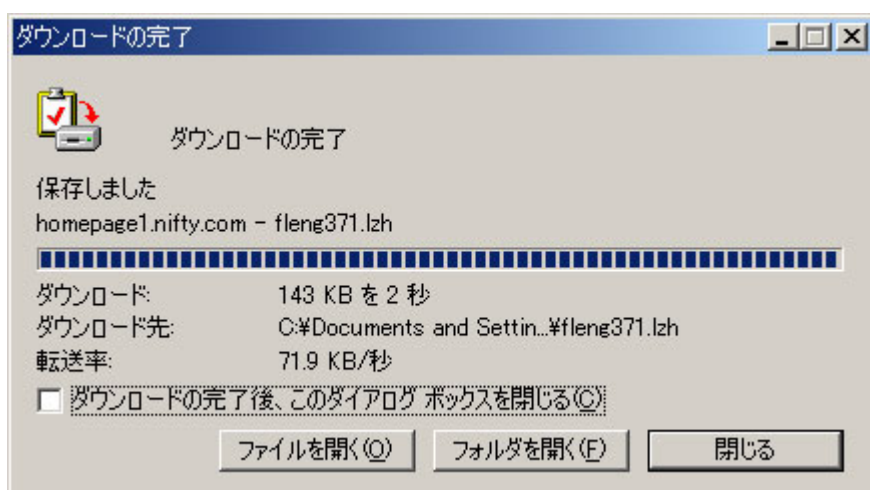 ダウンロードの完了
ダウンロードの完了
保存しました
homepage1.nifty.com - fleng371.lzh
ダウンロード: 143 KB を 2 秒
ダウンロード先: C:¥Documents and Settin...¥fleng371.lzh
転送率: 71.9 KB/秒
ダウンロードの完了後、このダイアログ ボックスを閉じる(C)
ファイルを開く(O) フォルダを開く(F) 閉じる